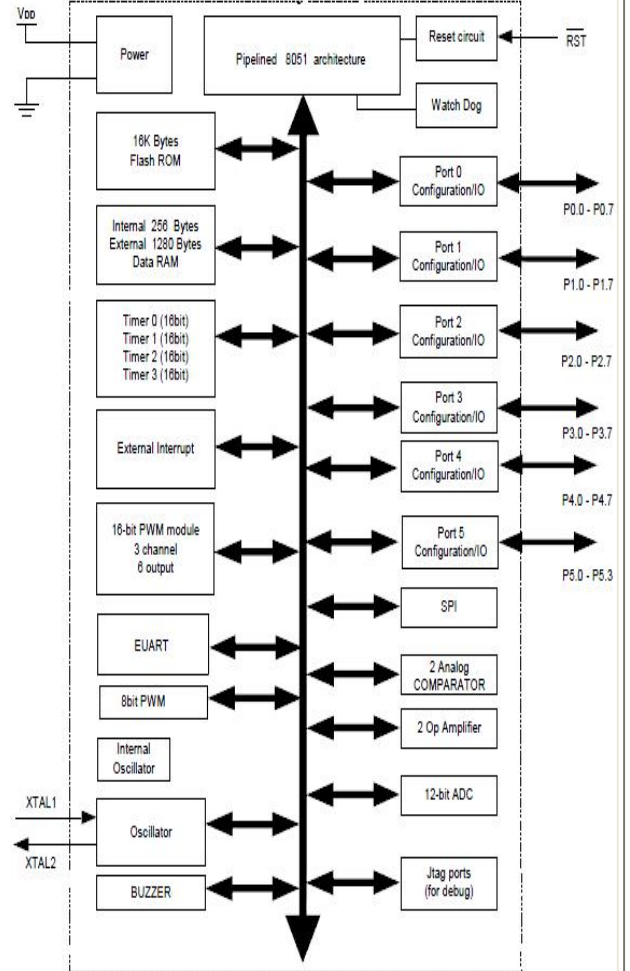 VDD
Power
Pipelined 8051 architecture
Reset circuit
RST
Watch Dog
16K Bytes
Flash ROM
Port 0
Configuration/IO
P0.0 - P0.7
Internal 256 Bytes
External 1280 Bytes
Data RAM
Port 1
Configuration/IO
P1.0 - P1.7
Timer 0 (16bit)
Timer 1 (16bit)
Timer 2 (16bit)
Timer 3 (16bit)
Port 2
Configuration/IO
P2.0 - P2.7
Port 3
Configuration/IO
P3.0 - P3.7
External Interrupt
Port 4
Configuration/IO
P4.0 - P4.7
16-bit PWM module
3 channel
6 output
Port 5
Configuration/IO
P5.0 - P5.3
SPI
EUART
2 Analog
COMPARATOR
8bit PWM
2 Op Amplifier
Internal
Oscillator
12-bit ADC
XTAL1
Oscillator
XTAL2
Jtag ports
(for debug)
BUZZER